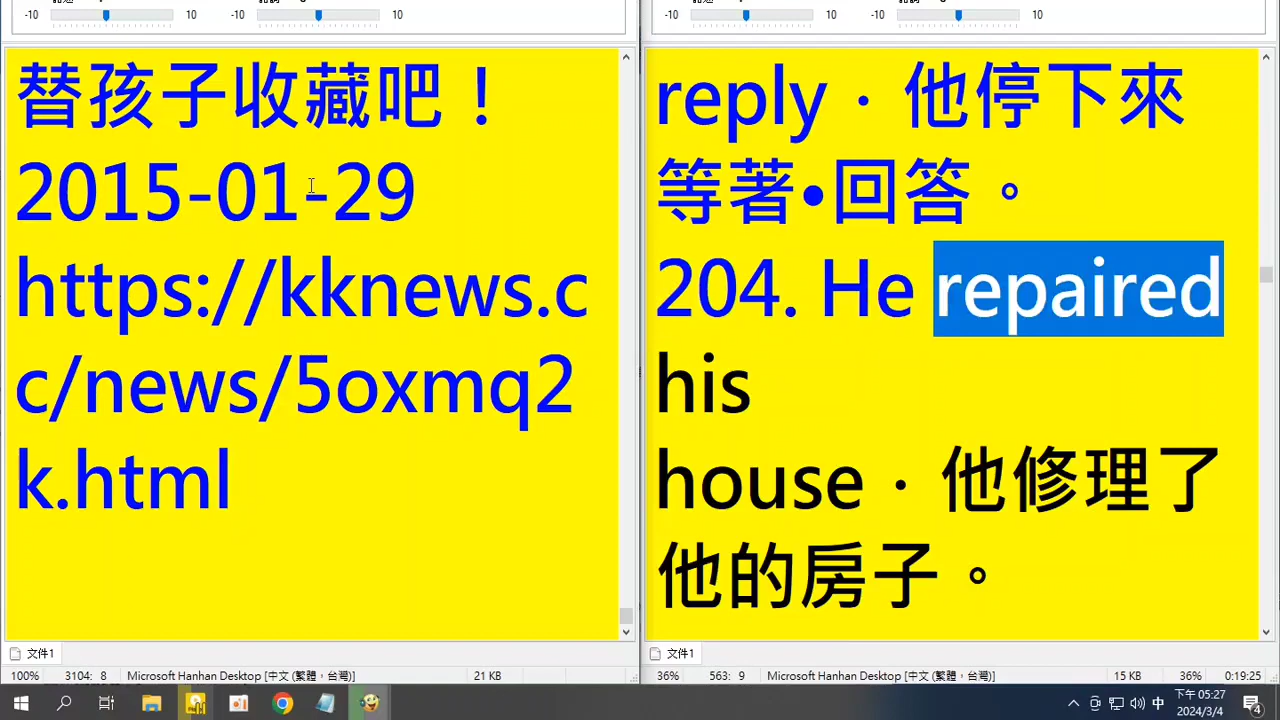 -10 10 -10 10
-10 10 -10 10
替孩子收藏吧！
2015-01-29
https://kknews.c
c/news/5oxmq2
k.html
reply．他停下來
等著•回答。
204. He repaired
his
house．他修理了
他的房子。
文件1
文件1
100% 3104: 8 Microsoft Hanhan Desktop [中文 (繁體，台灣)] 21 KB
36% 563: 9 Microsoft Hanhan Desktop [中文 (繁體，台灣)] 15 KB 36% 0:19:25
中 下午 05:27
2024/3/4
4